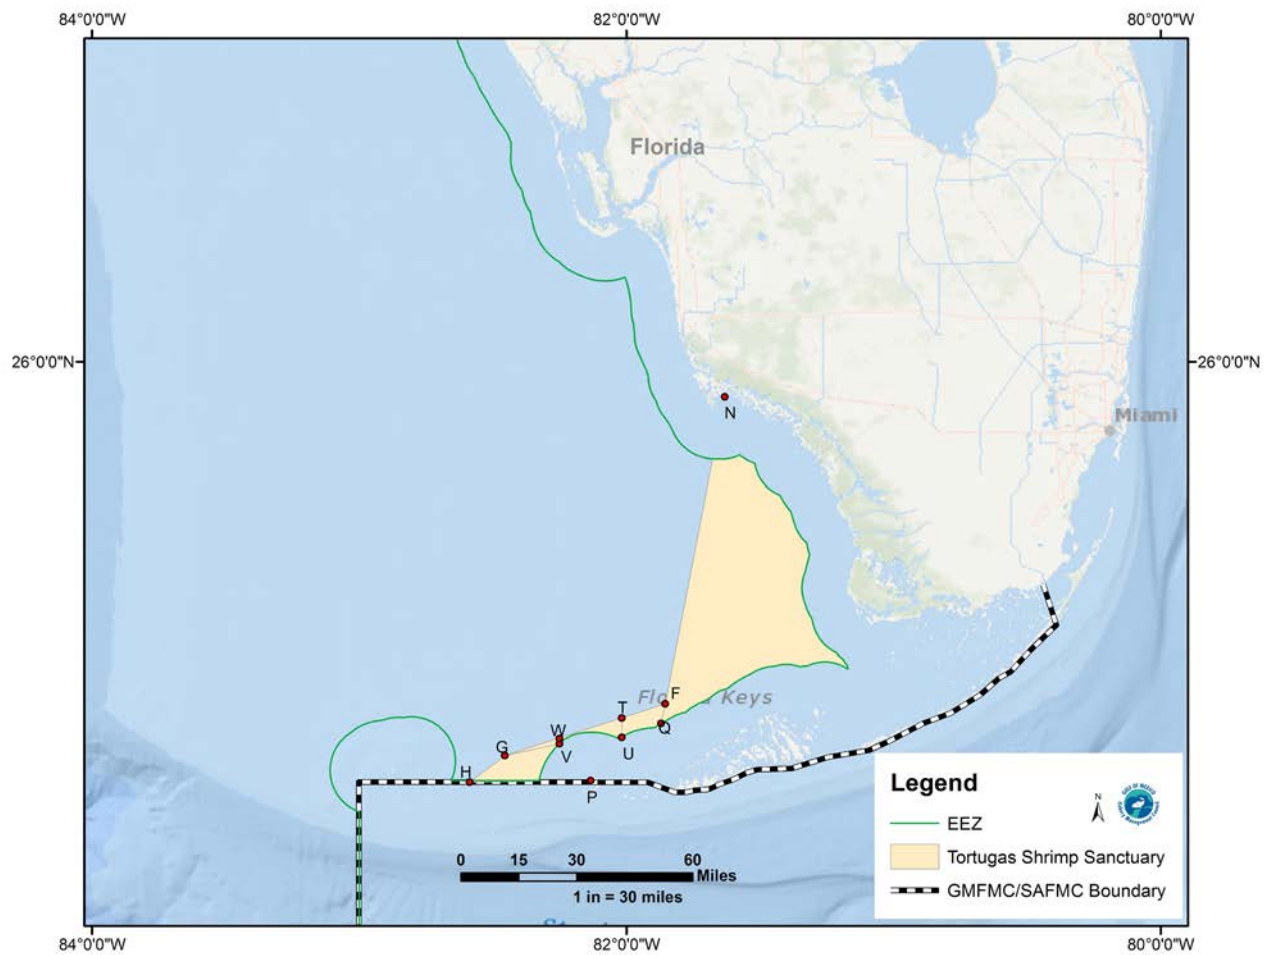 84°0'0"W 82°0'0"W 80°0'0"W
Florida
26°0'0"N 26°0'0"N
N
Miami
F
Florida Keys
T
Q
W
U
G
V
H
P
Legend
N
EEZ
Tortugas Shrimp Sanctuary
GMFMC/SAFMC Boundary
0 15 30 60
Miles
1 in = 30 miles
84°0'0"W 82°0'0"W 80°0'0"W